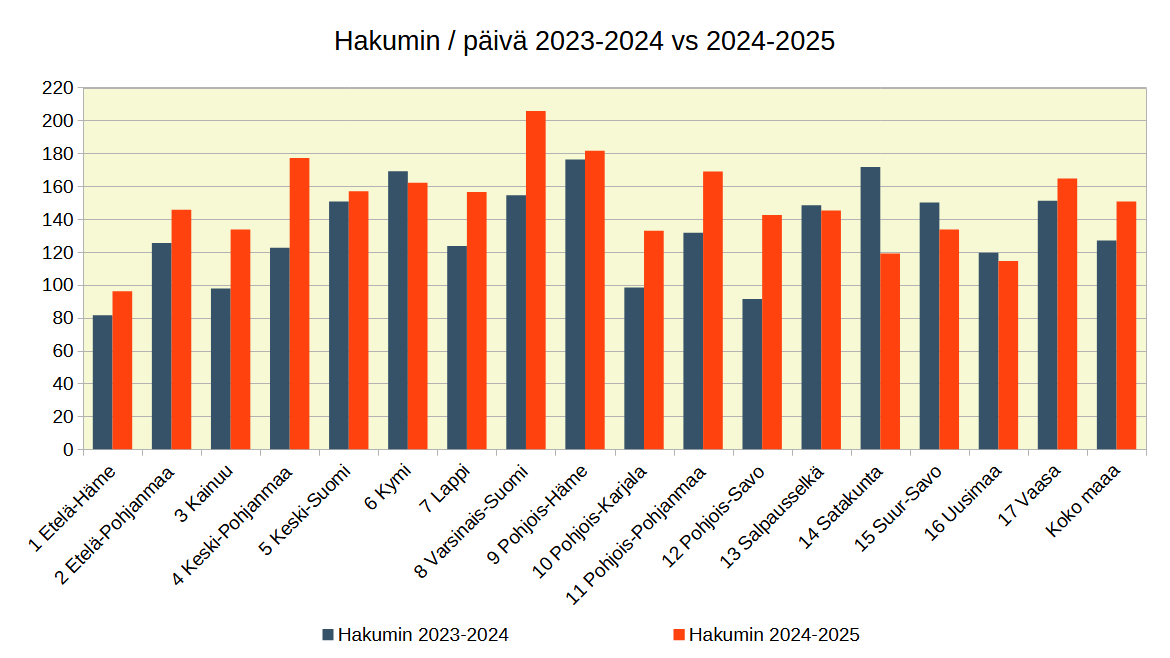 Hakumin / päivä 2023-2024 vs 2024-2025
220
200
180
160
140
120
100
80
60
40
20
0
1 Etelä-Häme
2 Etelä-Pohjanmaa
3 Kainuu
4 Keski-Pohjanmaa
5 Keski-Suomi
6 Kymi
7 Lappi
8 Varsinais-Suomi
9 Pohjois-Häme
10 Pohjois-Karjala
11 Pohjois-Pohjanmaa
12 Pohjois-Savo
13 Salpausselkä
14 Satakunta
15 Suur-Savo
16 Uusimaa
17 Vaasa
Koko maaa
Hakumin 2023-2024
Hakumin 2024-2025